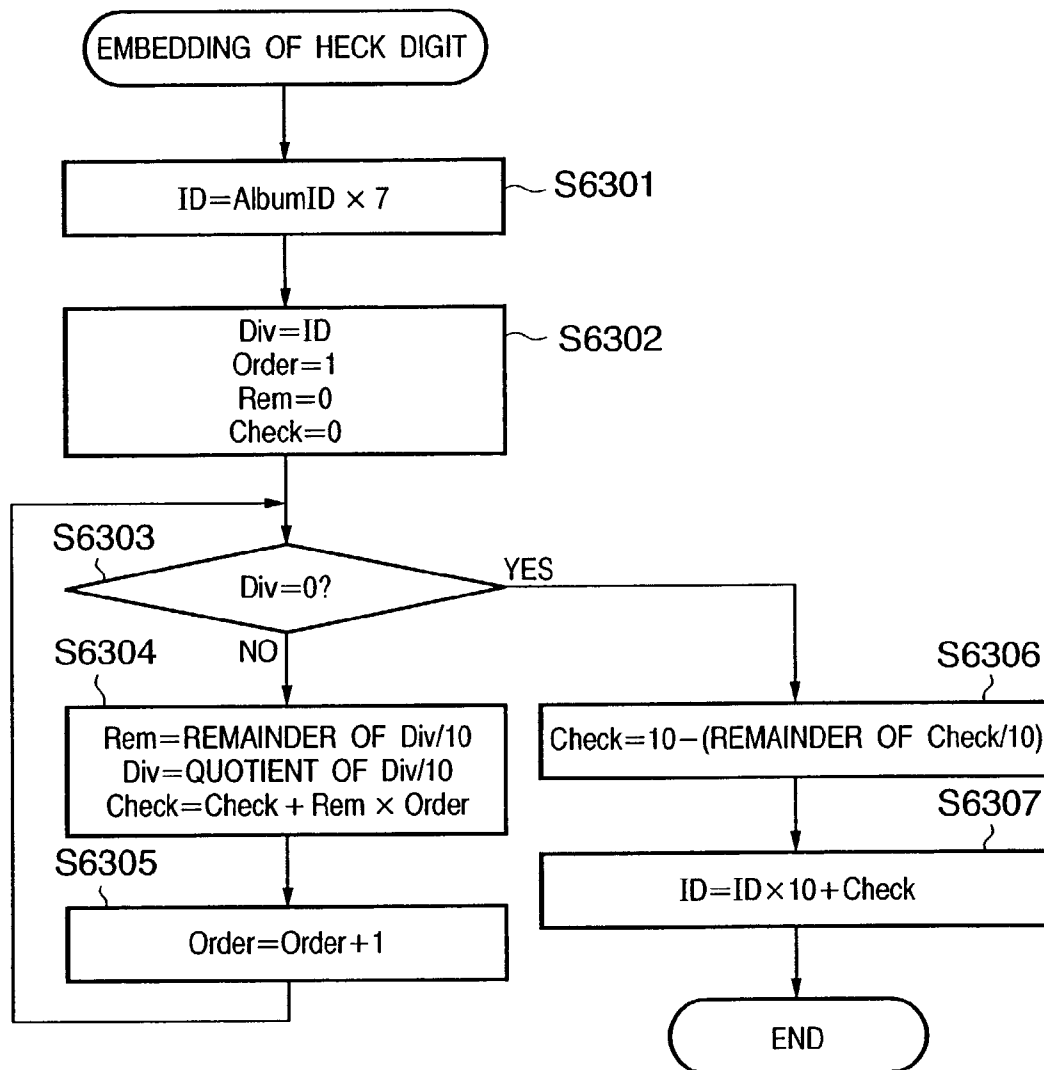 EMBEDDING OF HECK DIGIT
ID=AlbumID × 7
S6301
Div=ID
Order=1
Rem=0
Check=0
S6302
S6303
Div=0?
YES
NO
S6304
Rem=REMAINDER OF Div/10
Div=QUOTIENT OF Div/10
Check=Check + Rem × Order
S6305
Order=Order+1
S6306
Check=10-(REMAINDER OF Check/10)
S6307
ID=ID×10+Check
END